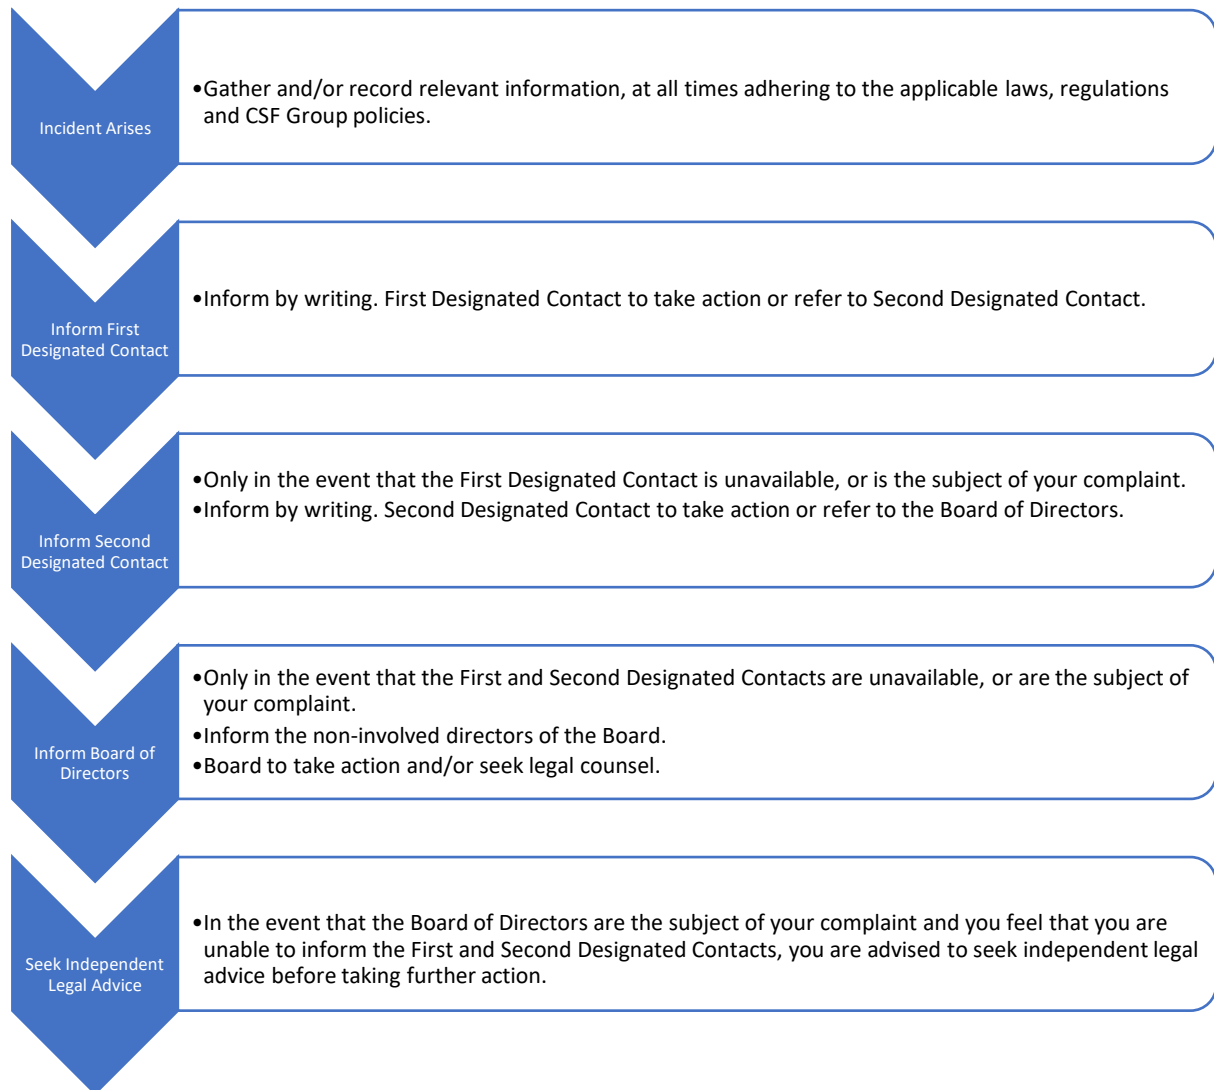 Incident Arises
•Gather and/or record relevant information, at all times adhering to the applicable laws, regulations
and CSF Group policies.
Inform First
Designated Contact
•Inform by writing. First Designated Contact to take action or refer to Second Designated Contact.
Inform Second
Designated Contact
•Only in the event that the First Designated Contact is unavailable, or is the subject of your complaint.
•Inform by writing. Second Designated Contact to take action or refer to the Board of Directors.
Inform Board of
Directors
•Only in the event that the First and Second Designated Contacts are unavailable, or are the subject of
your complaint.
•Inform the non-involved directors of the Board.
•Board to take action and/or seek legal counsel.
Seek Independent
Legal Advice
•In the event that the Board of Directors are the subject of your complaint and you feel that you are
unable to inform the First and Second Designated Contacts, you are advised to seek independent legal
advice before taking further action.